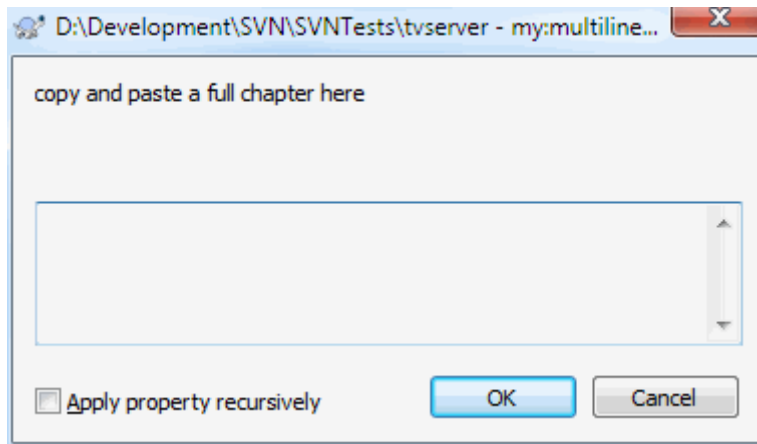 D:\Development\SVN\SVNTests\tvserver - my:multiline...
copy and paste a full chapter here
Apply property recursively
OK
Cancel